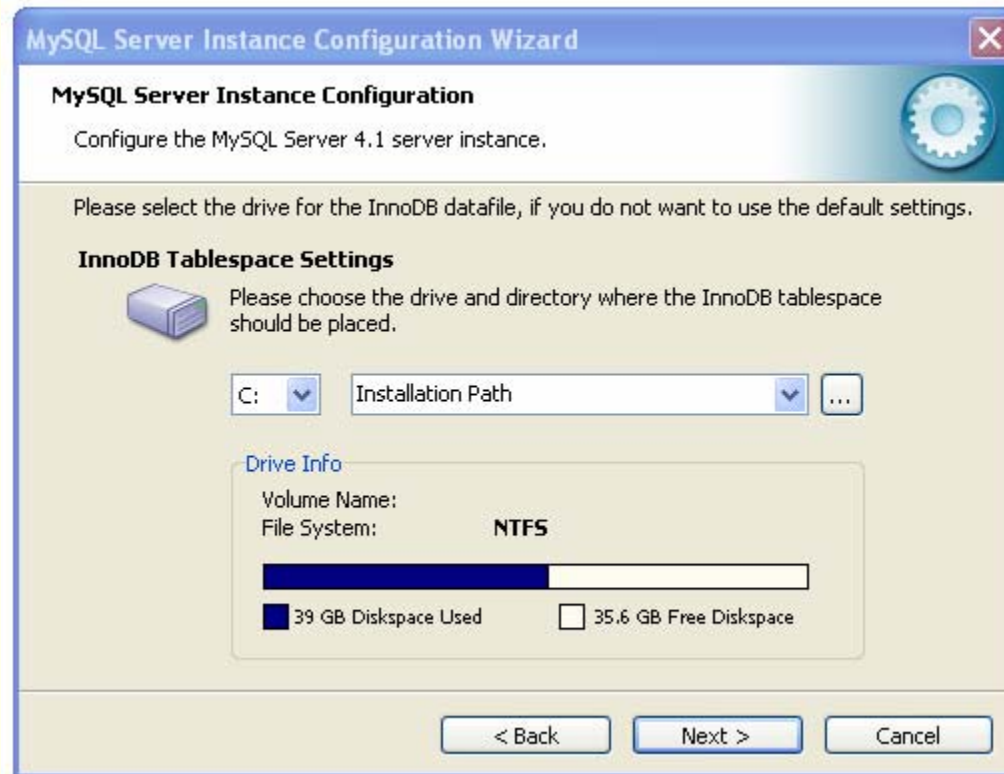 MySQL Server Instance Configuration Wizard
MySQL Server Instance Configuration
Configure the MySQL Server 4.1 server instance.
Please select the drive for the InnoDB datafile, if you do not want to use the default settings.
InnoDB Tablespace Settings
Please choose the drive and directory where the InnoDB tablespace
should be placed.
C: Installation Path ...
Drive Info
Volume Name:
File System: NTFS
39 GB Diskspace Used 35.6 GB Free Diskspace
< Back Next > Cancel